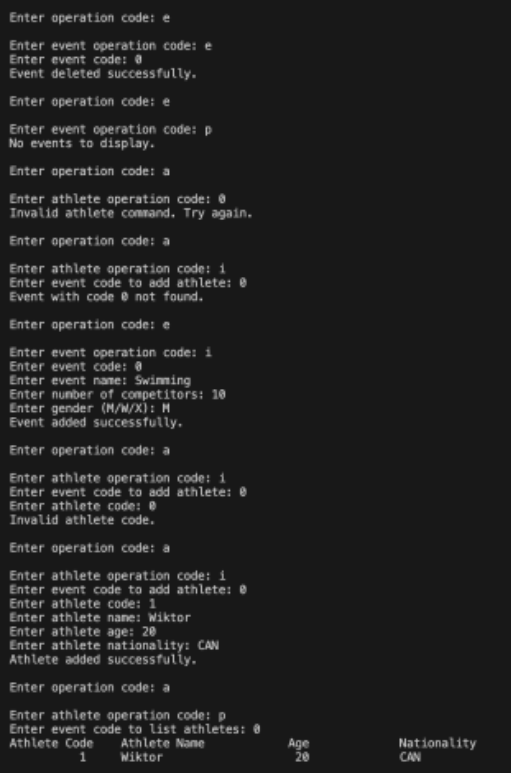 Enter operation code: e
Enter event operation code: e
Enter event code: 0
Event deleted successfully.
Enter operation code: e
Enter event operation code: p
No events to display.
Enter operation code: a
Enter athlete operation code: 0
Invalid athlete command. Try again.
Enter operation code: a
Enter athlete operation code: i
Enter event code to add athlete: 0
Event with code 0 not found.
Enter operation code: e
Enter event operation code: i
Enter event code: 0
Enter event name: Swimming
Enter number of competitors: 10
Enter gender (M/W/X): M
Event added successfully.
Enter operation code: a
Enter athlete operation code: i
Enter event code to add athlete: 0
Enter athlete code: 0
Invalid athlete code.
Enter operation code: a
Enter athlete operation code: i
Enter event code to add athlete: 0
Enter athlete code: 1
Enter athlete name: Wiktor
Enter athlete age: 20
Enter athlete nationality: CAN
Athlete added successfully.
Enter operation code: a
Enter athlete operation code: p
Enter event code to list athletes: 0
Athlete Code Athlete Name Age Nationality
1 Wiktor 20 CAN